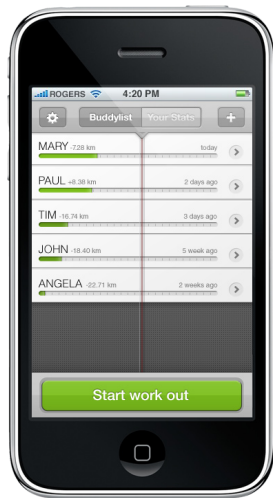 ROGERS 4:20 PM
Buddylist Your Stats +
MARY -7.28 km today
PAUL +8.38 km 2 days ago
TIM -16.74 km 3 days ago
JOHN -18.40 km 5 week ago
ANGELA -22.71 km 2 weeks ago
Start work out